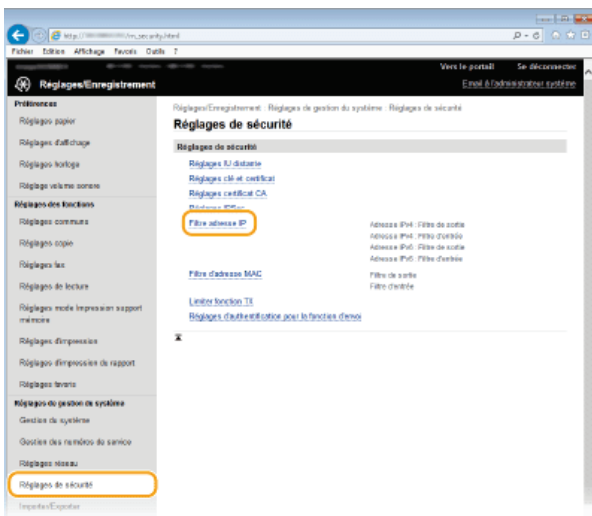 Fichier Edition Affichage Favoris Outils ?
Vers le portail Se déconnecter
Réglages/Enregistrement
Email à l'administrateur système
Préférences
Réglages papier
Réglages d'affichage
Réglages horloge
Réglage volume sonore
Réglages des fonctions
Réglages communs
Réglages copie
Réglages fax
Réglages de lecture
Réglages mode Impression support mémoire
Réglages d'impression
Réglages d'impression du rapport
Réglages favoris
Réglages de gestion du système
Gestion du système
Gestion des numéros du service
Réglages réseau
Réglages de sécurité
Importer/Exporter
Réglages/Enregistrement : Réglages de gestion du système : Réglages de sécurité
Réglages de sécurité
Réglages de sécurité
Réglages IU distante
Réglages clé et certificat
Réglages certificat CA
Réglages IPSec
Filtre adresse IP
Adresse IPv4 : Filtre de sortie
Adresse IPv4 : Filtre d'entrée
Adresse IPv6 : Filtre de sortie
Adresse IPv6 : Filtre d'entrée
Filtre d'adresse MAC
Filtre de sortie
Filtre d'entrée
Limiter fonction TX
Réglages d'authentification pour la fonction d'envoi